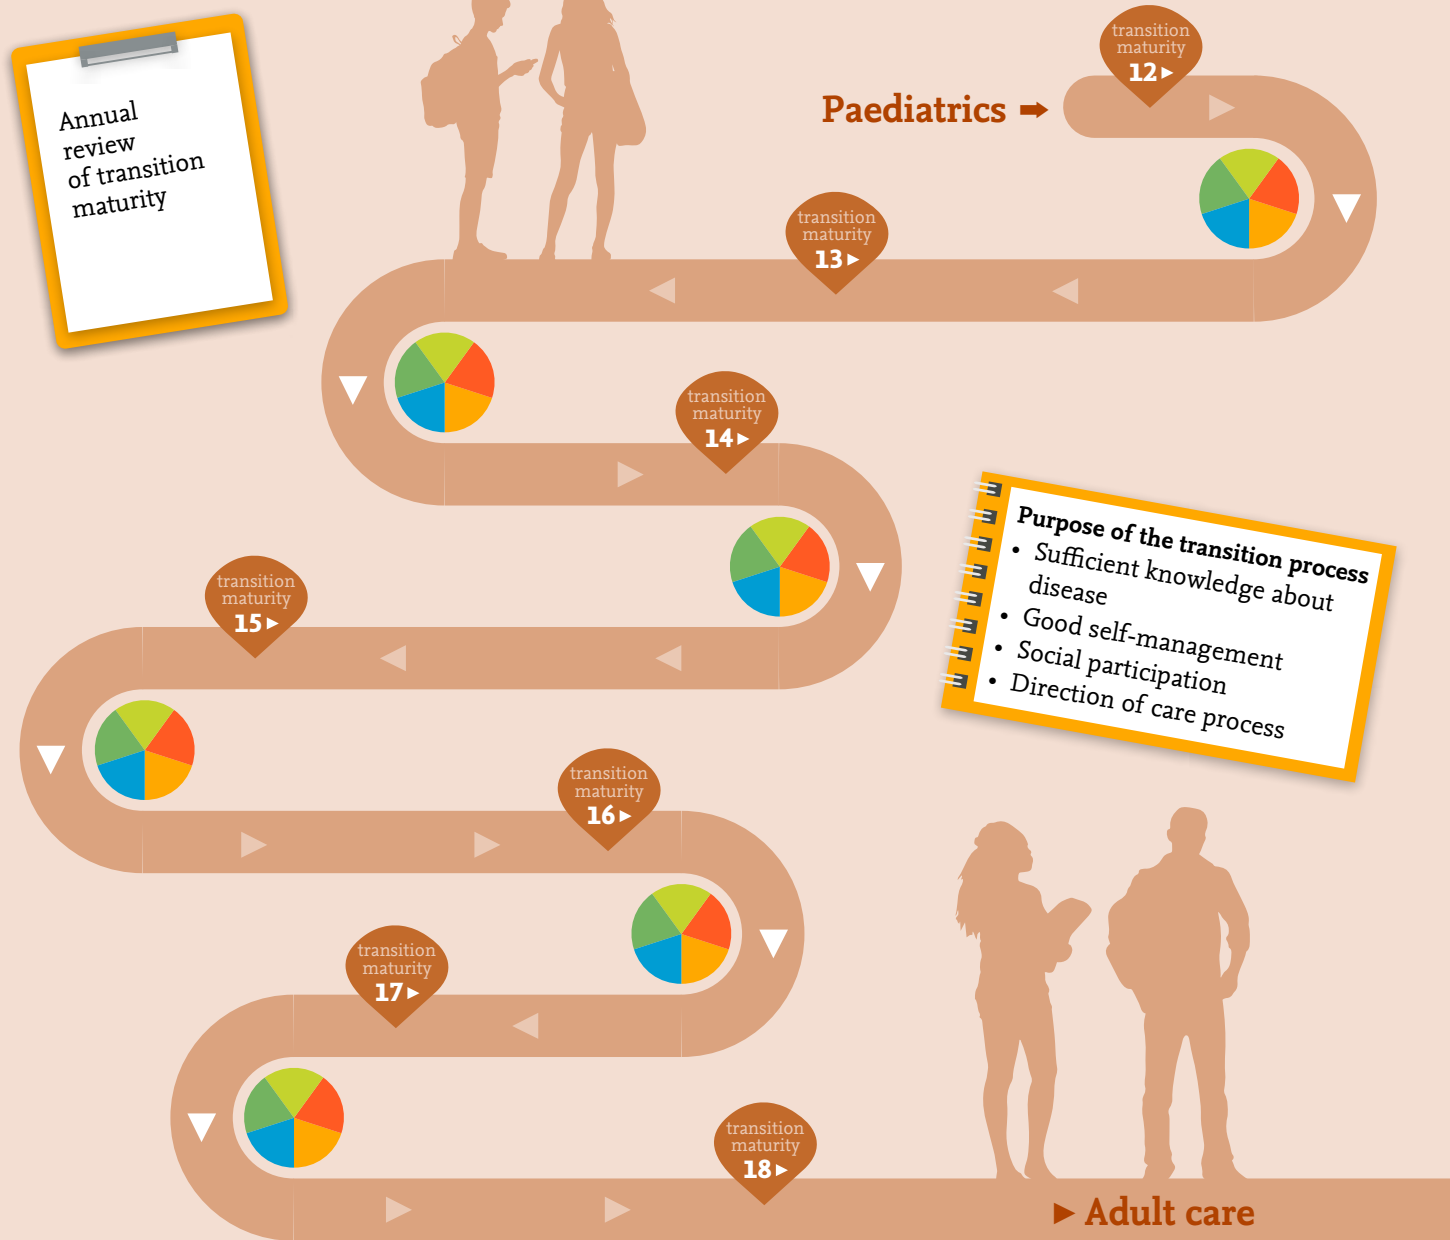 Annual
review
of transition
maturity
transition
maturity
12
Paediatrics
transition
maturity
13
transition
maturity
14
Purpose of the transition process
• Sufficient knowledge about
disease
• Good self-management
• Social participation
• Direction of care process
transition
maturity
15
transition
maturity
16
transition
maturity
17
transition
maturity
18
Adult care